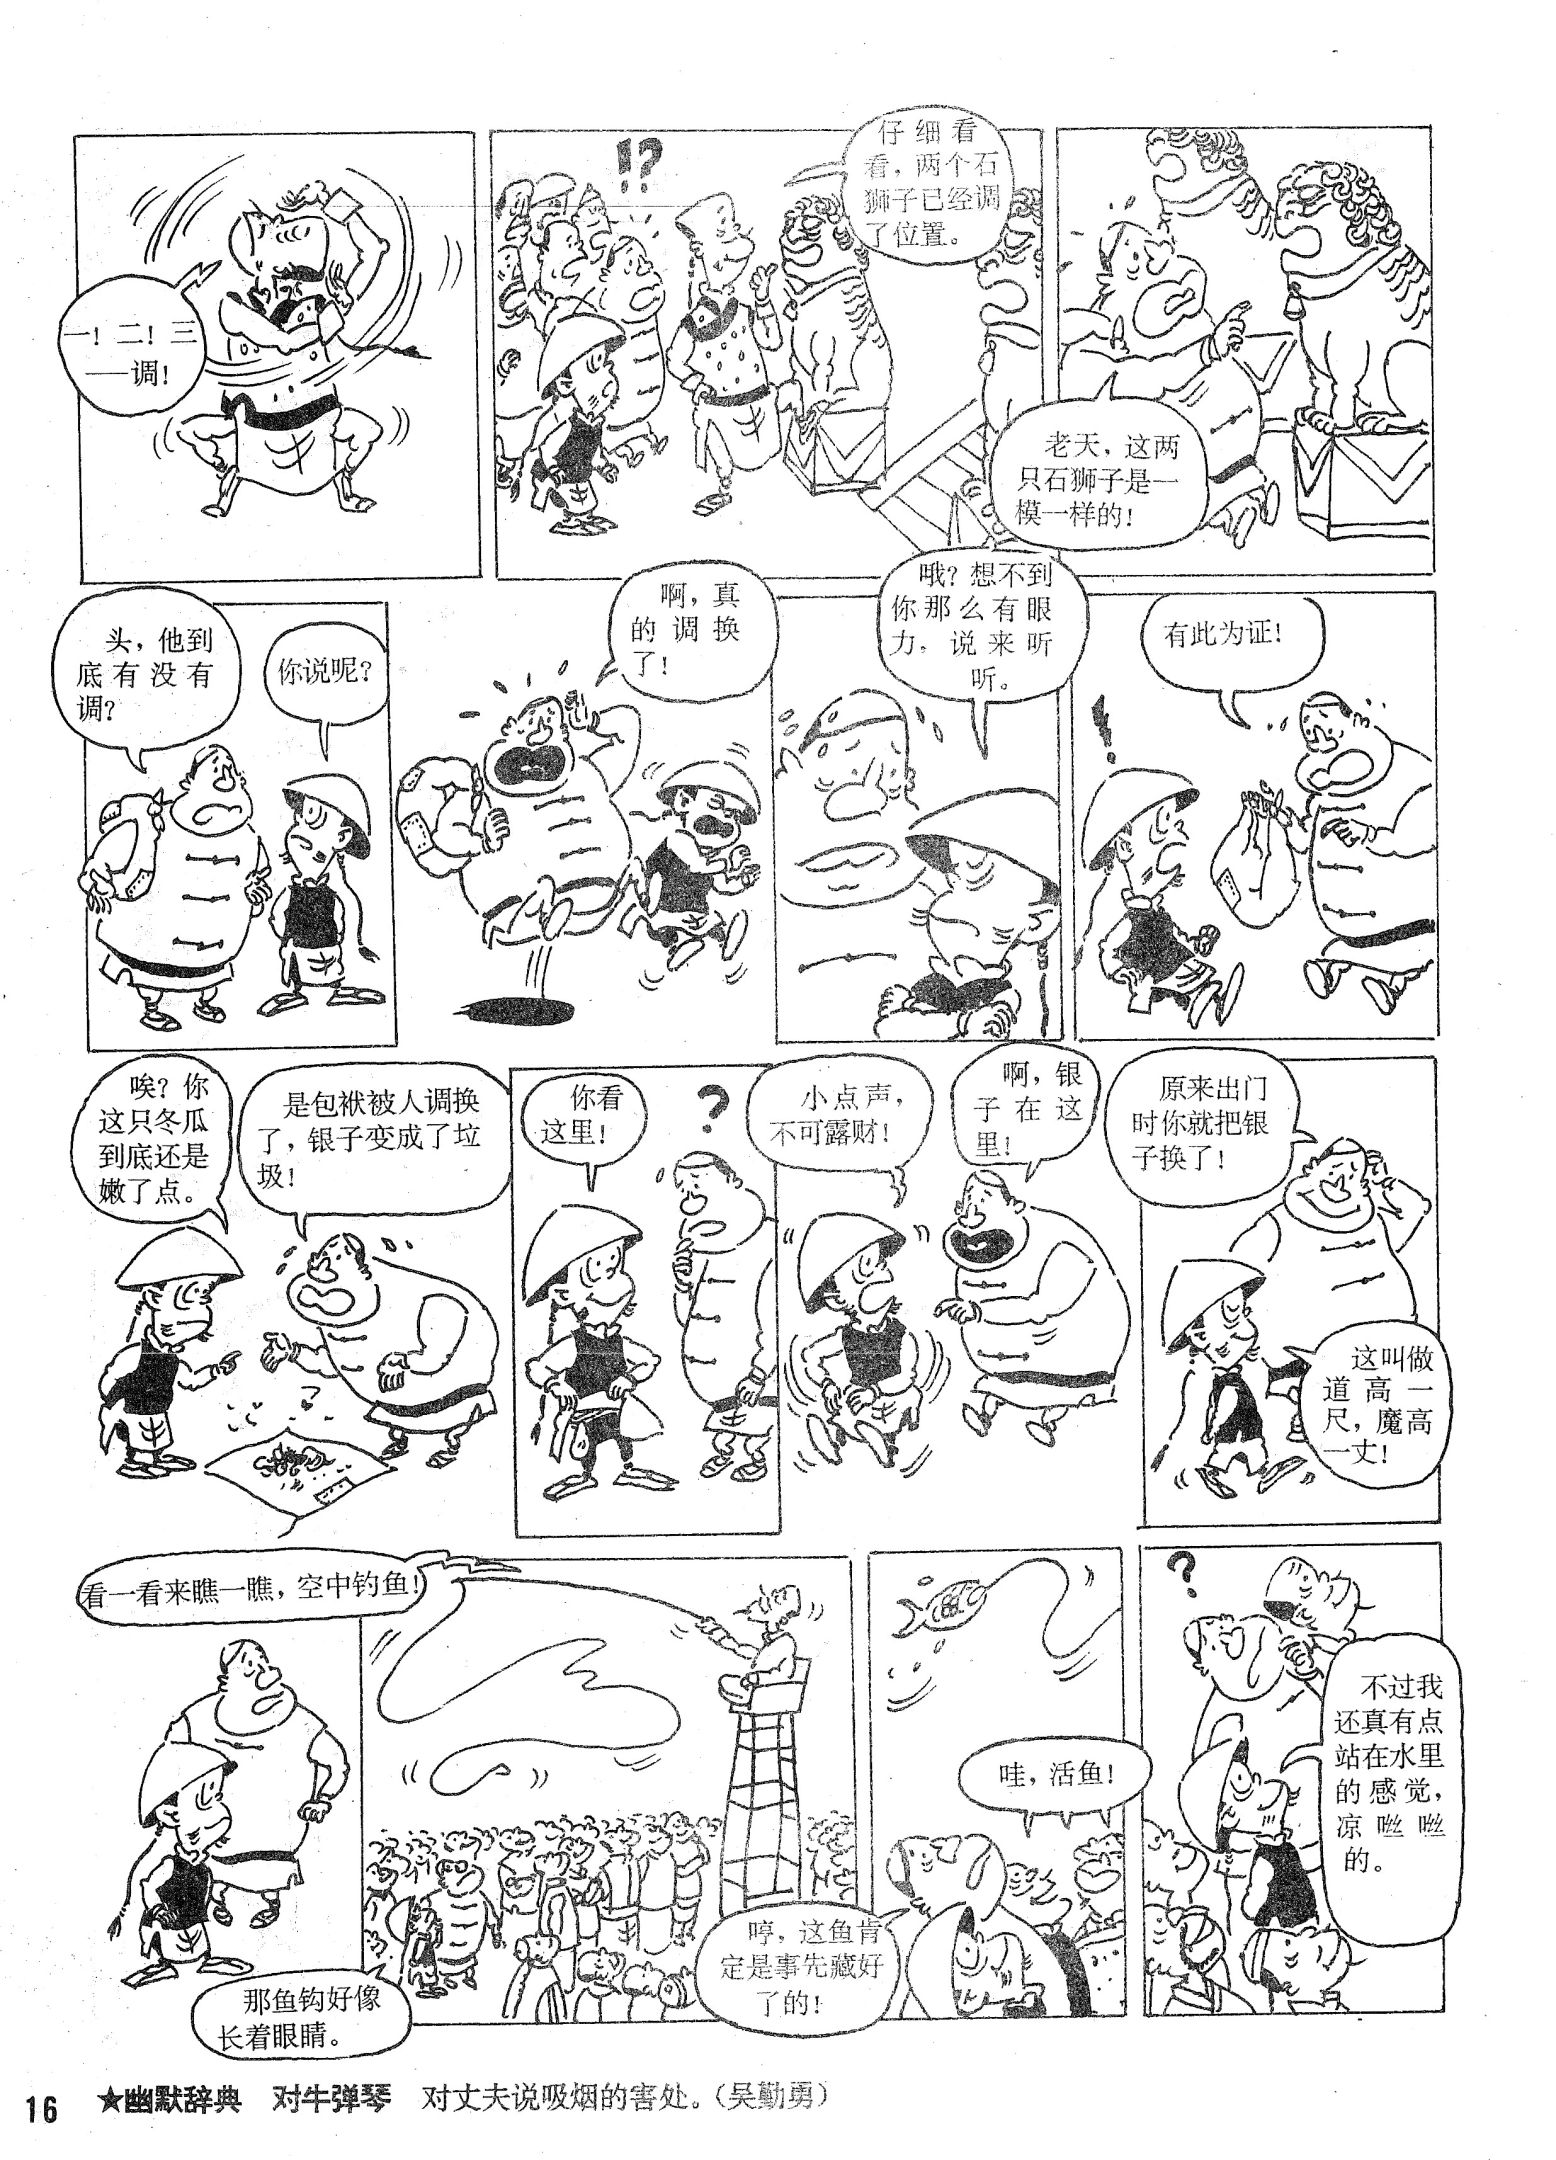 一！二！三
——调！
！？
仔细看
看，两个石
狮子已经调
了位置。
老天，这两
只石狮子是一
模一样的！
头，他到
底有没有
调？
你说呢？
啊，真
的调换
了！
哦？想不到
你那么有眼
力，说来听
听。
有此为证！
！
唉？你
这只冬瓜
到底还是
嫩了点。
是包袱被人调换
了，银子变成了垃
圾！
？
你看
这里！
？
小点声，
不可露财！
啊，银
子在这
里！
原来出门
时你就把银
子换了！
这叫做
道高一
尺，魔高
一丈！
看一看来瞧一瞧，空中钓鱼！
那鱼钩好像
长着眼睛。
哇，活鱼！
哼，这鱼肯
定是事先藏好
了的！
？
不过我
还真有点
站在水里
的感觉，
凉咝咝
的。
16 ★幽默辞典 对牛弹琴 对丈夫说吸烟的害处。（吴勤勇）